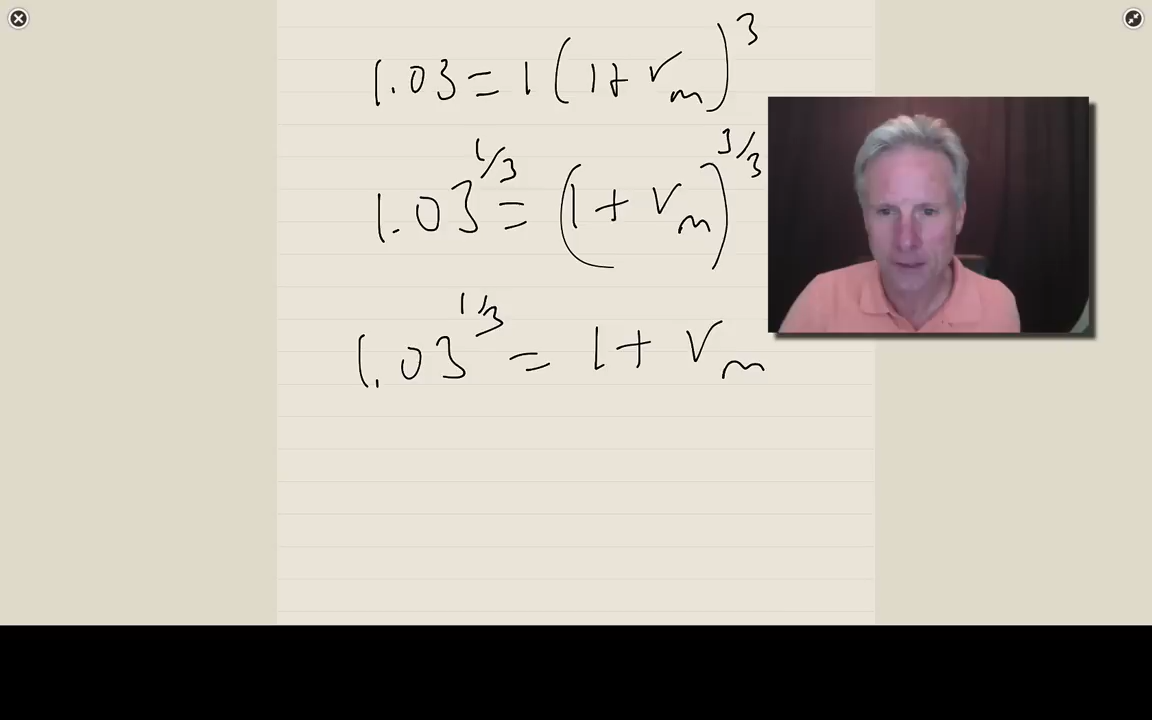 1.03 = 1 (1 + r_m)^3
1.03^1/3 = (1 + r_m)^3/3
1.03^1/3 = 1 + r_m